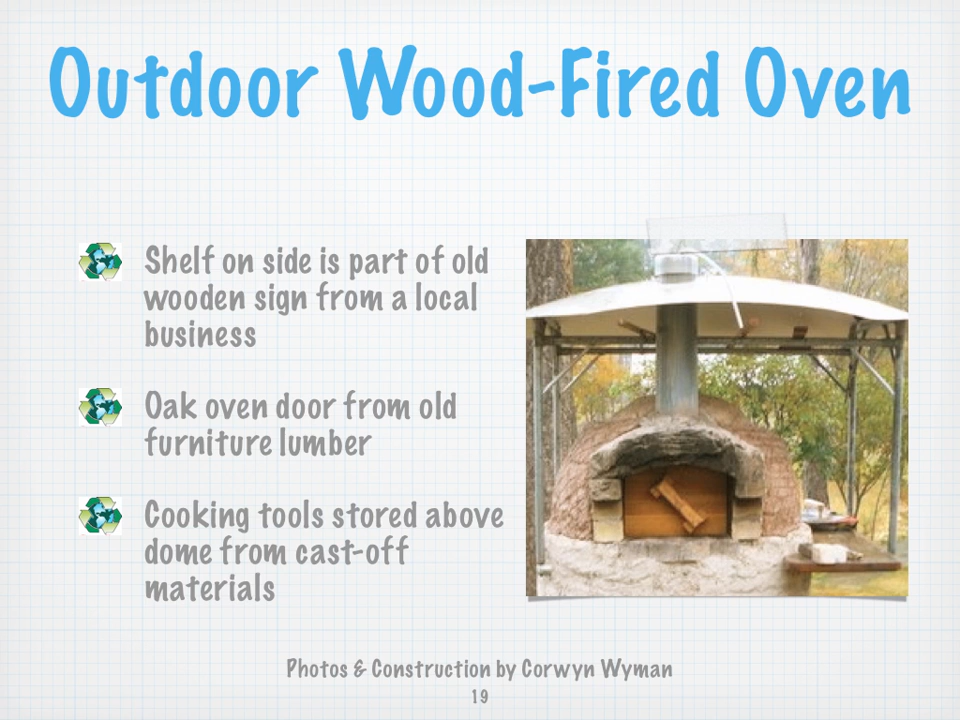 Outdoor Wood-Fired Oven
Shelf on side is part of old
wooden sign from a local
business
Oak oven door from old
furniture lumber
Cooking tools stored above
dome from cast-off
materials
Photos & Construction by Corwyn Wyman
19